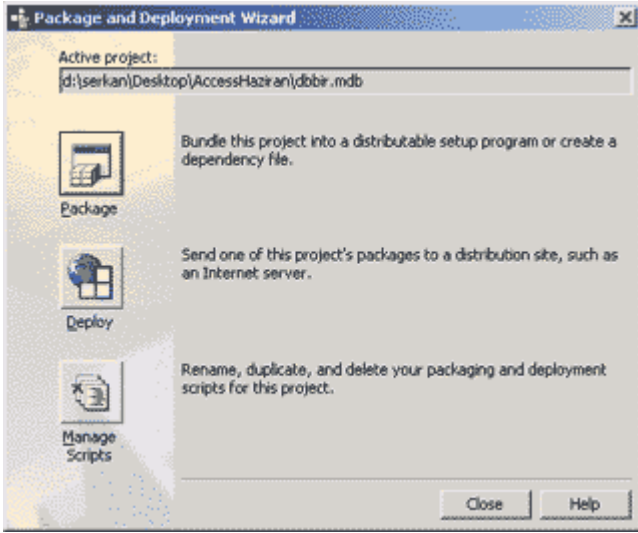 Package and Deployment Wizard
Active project:
d:\serkan\Desktop\AccessHaziran\dbbir.mdb
Bundle this project into a distributable setup program or create a
dependency file.
Package
Send one of this project's packages to a distribution site, such as
an Internet server.
Deploy
Rename, duplicate, and delete your packaging and deployment
scripts for this project.
Manage
Scripts
Close
Help